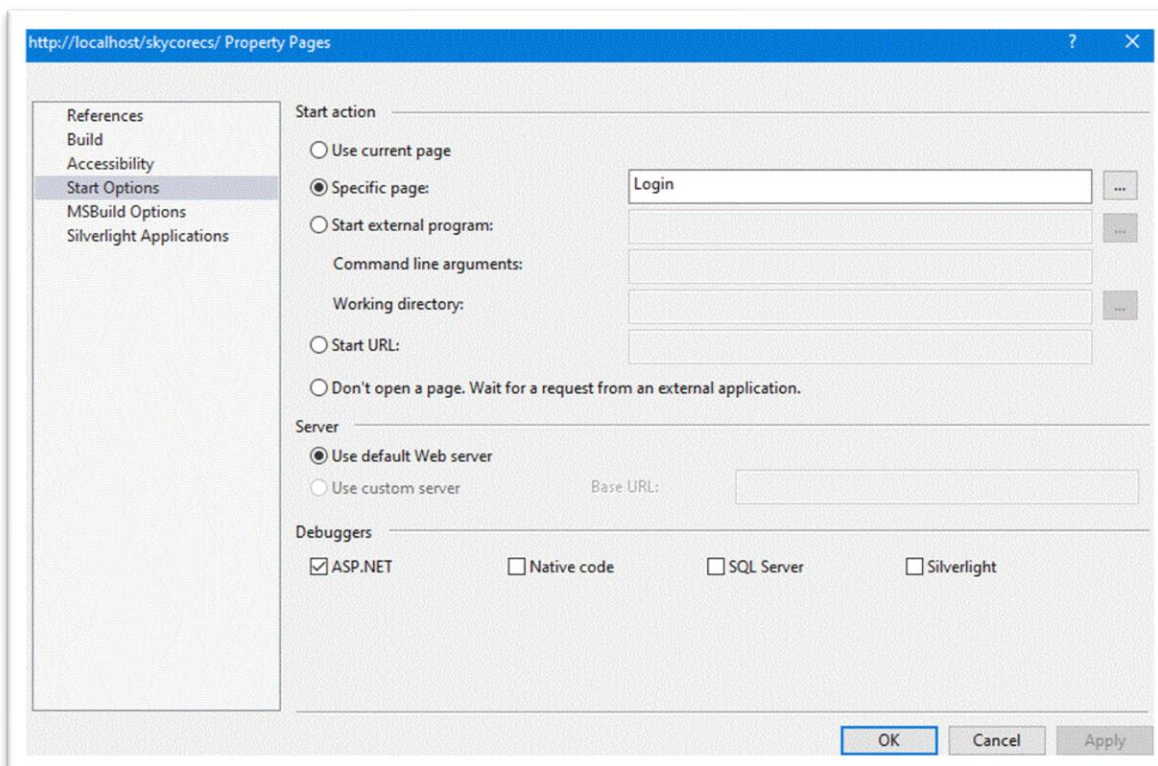 http://localhost/skycorecs/ Property Pages ? ✕
References
Build
Accessibility
Start Options
MSBuild Options
Silverlight Applications
Start action
Use current page
Specific page: Login ...
Start external program: ...
Command line arguments:
Working directory: ...
Start URL:
Don't open a page. Wait for a request from an external application.
Server
Use default Web server
Use custom server Base URL:
Debuggers
ASP.NET Native code SQL Server Silverlight
OK Cancel Apply